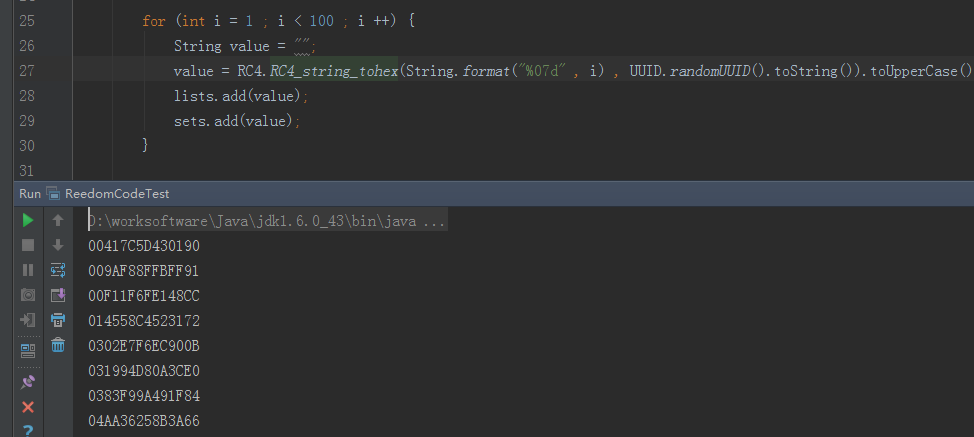 25 for (int i = 1 ; i < 100 ; i ++) {
26 String value = "";
27 value = RC4.RC4_string_tohex(String.format("%07d" , i) , UUID.randomUUID().toString()).toUpperCase()
28 lists.add(value);
29 sets.add(value);
30 }
31
Run ReedomCodeTest
D:\worksoftware\Java\jdk1.6.0_43\bin\java ...
00417C5D430190
009AF88FFBFF91
00F11F6FE148CC
014558C4523172
0302E7F6EC900B
031994D80A3CE0
0383F99A491F84
04AA36258B3A66